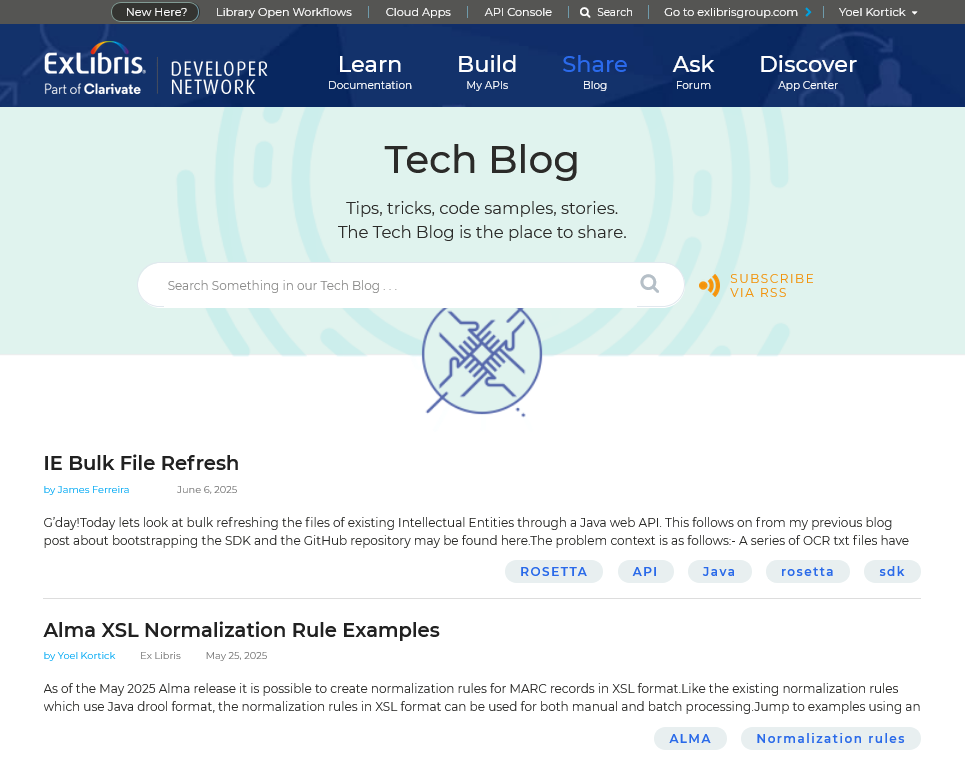 New Here? Library Open Workflows Cloud Apps API Console Search Go to exlibrisgroup.com Yoel Kortick
ExLibris. Part of Clarivate
DEVELOPER NETWORK
Learn
Documentation
Build
My APIs
Share
Blog
Ask
Forum
Discover
App Center
Tech Blog
Tips, tricks, code samples, stories.
The Tech Blog is the place to share.
Search Something in our Tech Blog . . .
SUBSCRIBE
VIA RSS
IE Bulk File Refresh
by James Ferreira June 6, 2025
G'day!Today lets look at bulk refreshing the files of existing Intellectual Entities through a Java web API. This follows on from my previous blog
post about bootstrapping the SDK and the GitHub repository may be found here.The problem context is as follows:- A series of OCR txt files have
ROSETTA API Java rosetta sdk
Alma XSL Normalization Rule Examples
by Yoel Kortick Ex Libris May 25, 2025
As of the May 2025 Alma release it is possible to create normalization rules for MARC records in XSL format.Like the existing normalization rules
which use Java drool format, the normalization rules in XSL format can be used for both manual and batch processing.Jump to examples using an
ALMA Normalization rules